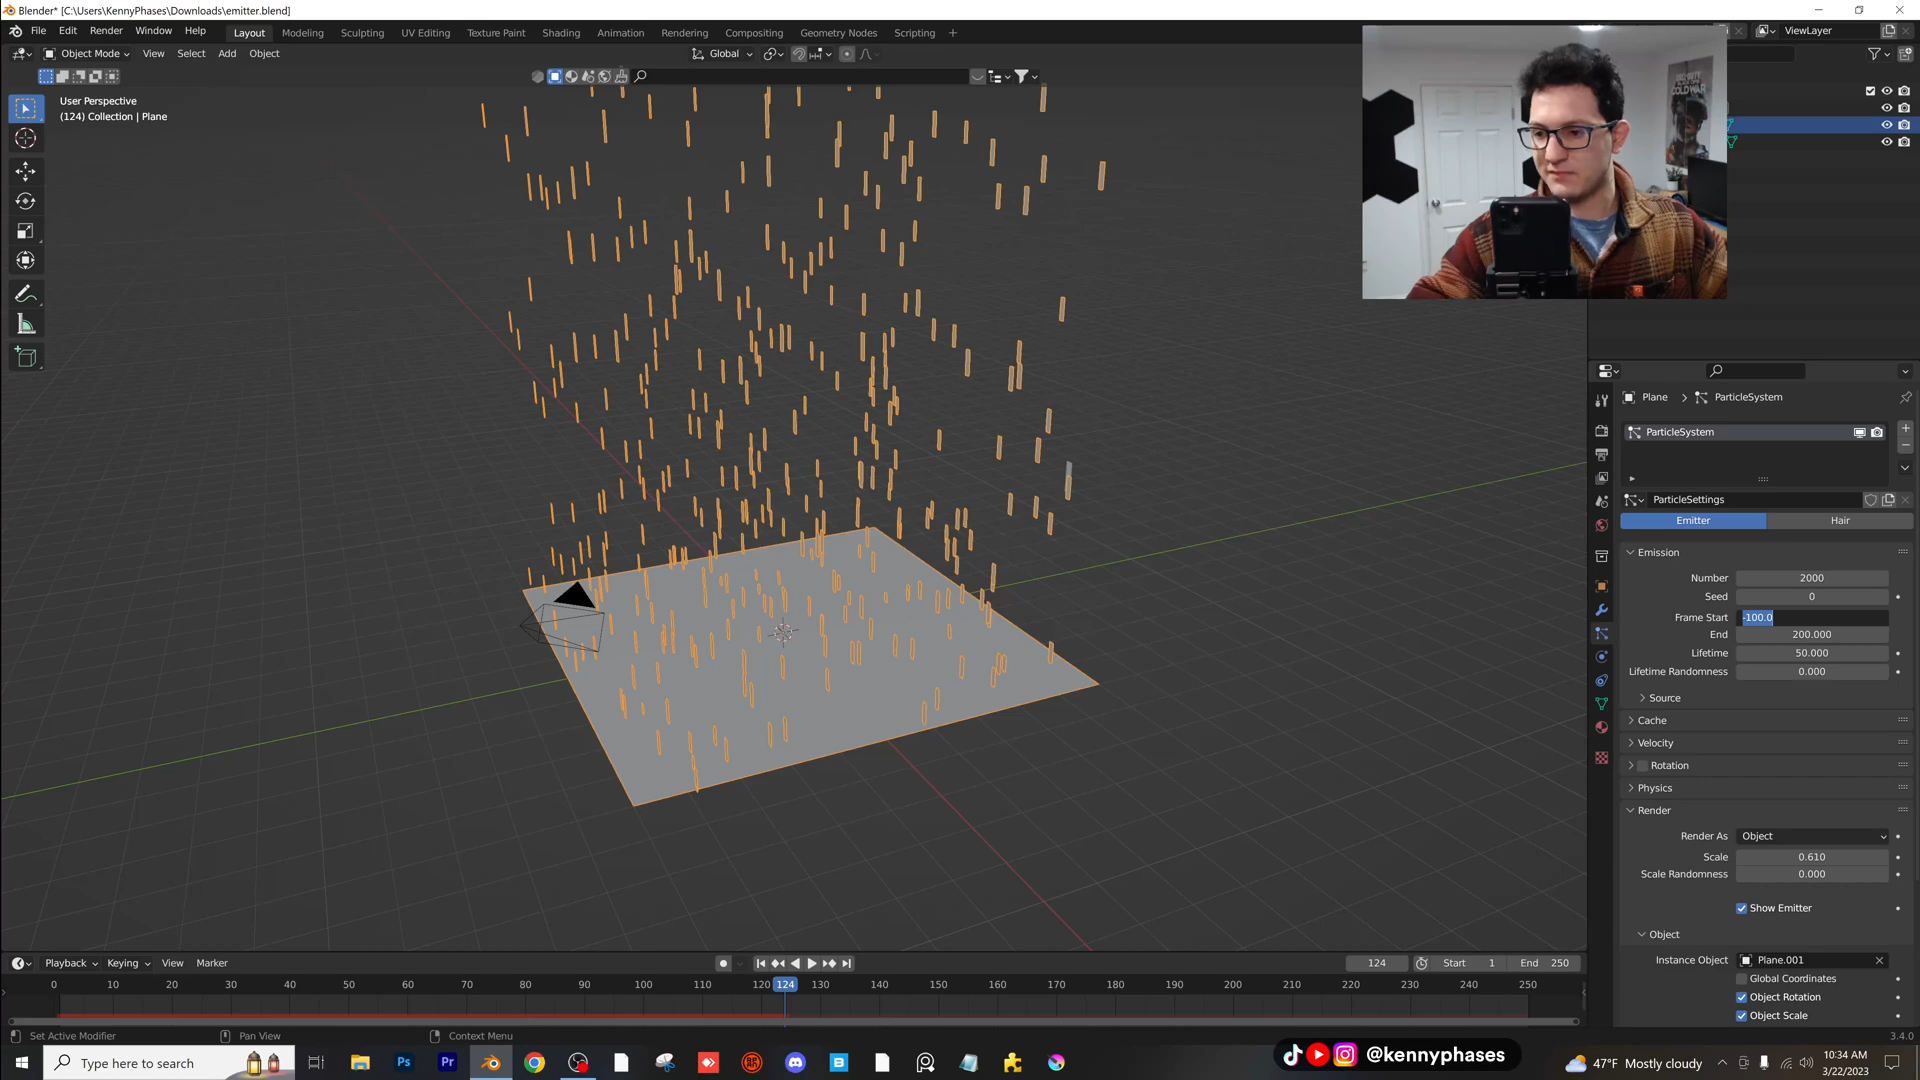 Blender* [C:\Users\KennyPhases\Downloads\emitter.blend]
File Edit Render Window Help Layout Modeling Sculpting UV Editing Texture Paint Shading Animation Rendering Compositing Geometry Nodes Scripting + ViewLayer
Object Mode View Select Add Object Global
User Perspective
(124) Collection | Plane
COLD WAR
Plane > ParticleSystem
ParticleSystem
ParticleSettings
Emitter Hair
Emission
Number 2000
Seed 0
Frame Start -100.0
End 200.000
Lifetime 50.000
Lifetime Randomness 0.000
Source
Cache
Velocity
Rotation
Physics
Render
Render As Object
Scale 0.610
Scale Randomness 0.000
Show Emitter
Object
Instance Object Plane.001
Global Coordinates
Object Rotation
Object Scale
Playback Keying View Marker 124 Start 1 End 250
0 10 20 30 40 50 60 70 80 90 100 110 124 130 140 150 160 170 180 190 200 210 220 230 240 250
Set Active Modifier Pan View Context Menu 3.4.0
Type here to search Ps Pr @kennyphases 47°F Mostly cloudy 10:34 AM
3/22/2023